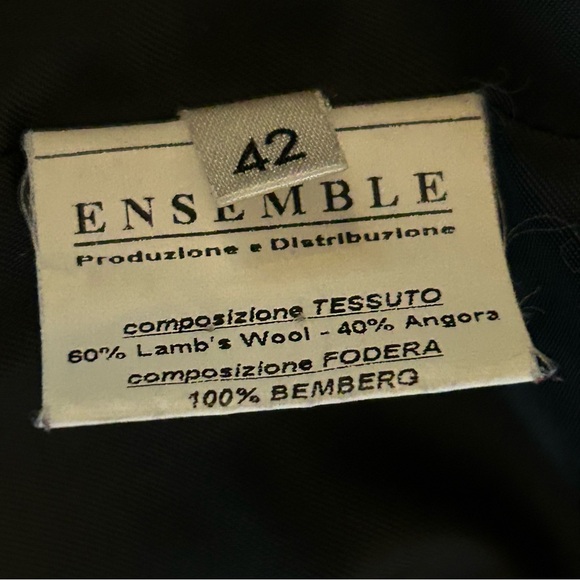 42
ENSEMBLE
Produzione e Distribuzione
composizione TESSUTO
60% Lamb's Wool - 40% Angora
composizione FODERA
100% BEMBERG